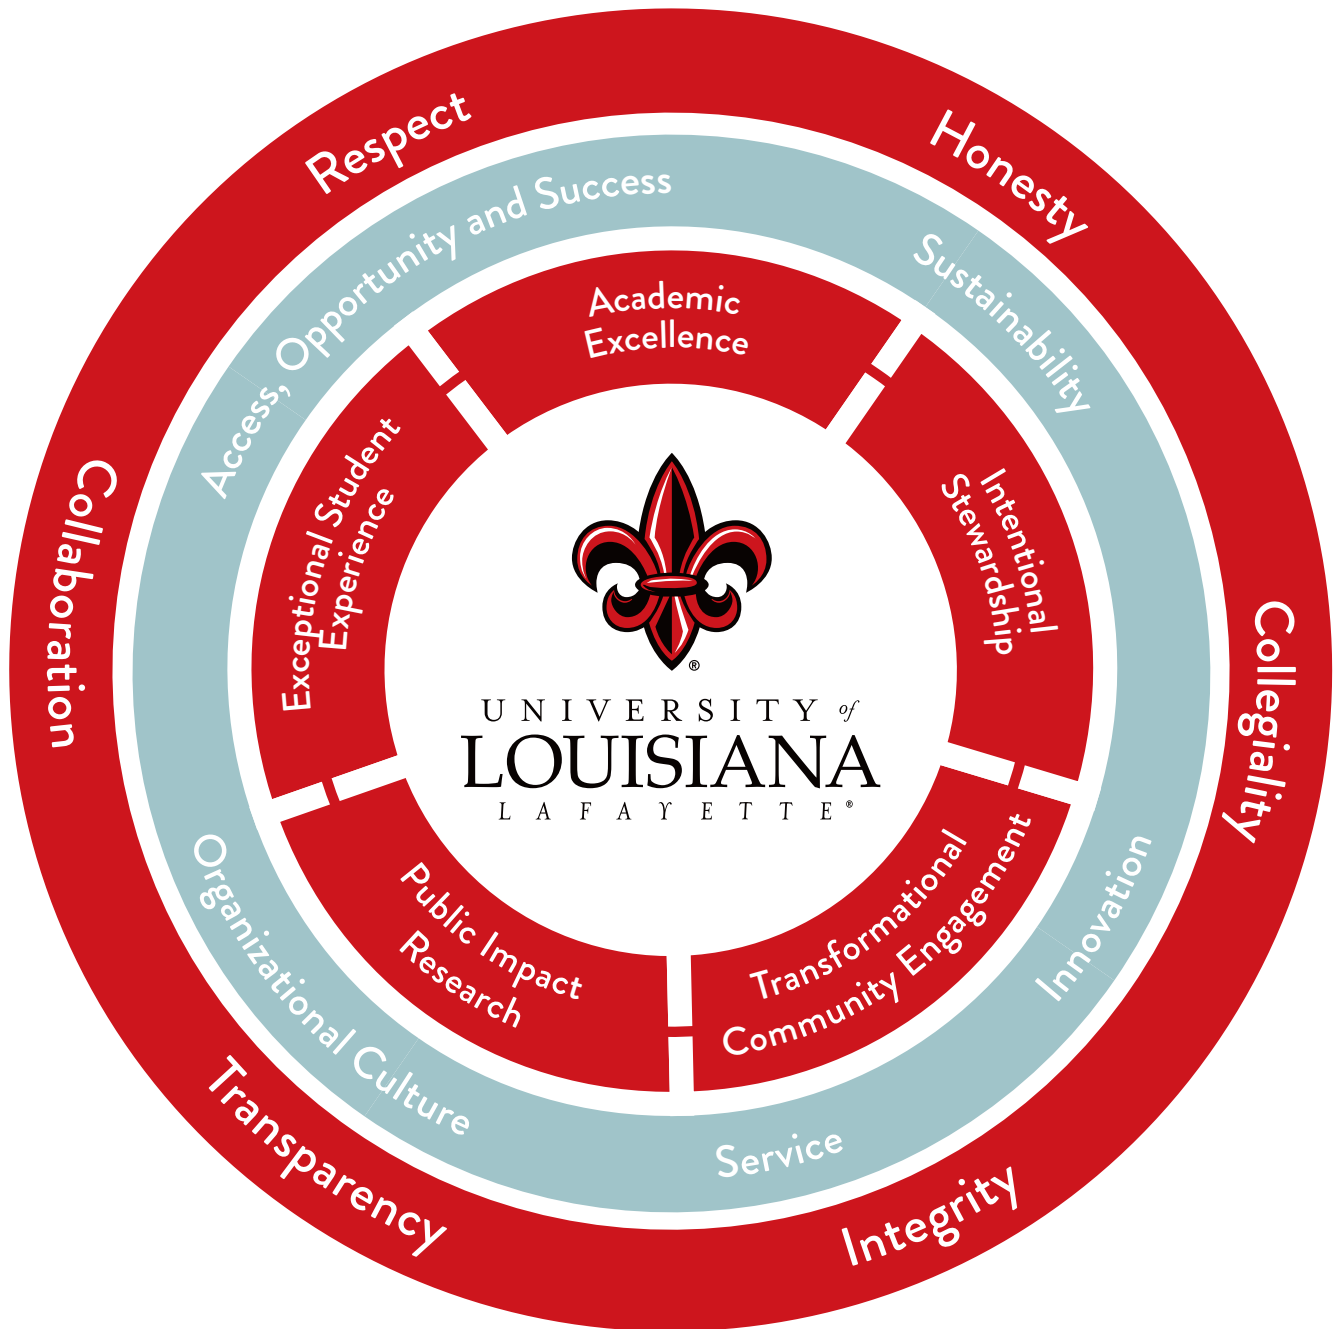 Respect
Honesty
Collegiality
Integrity
Transparency
Collaboration
Access, Opportunity and Success
Sustainability
Innovation
Service
Organizational Culture
Academic
Excellence
Intentional
Stewardship
Transformational
Community Engagement
Public Impact
Research
Exceptional Student
Experience
®
UNIVERSITY of
LOUISIANA
LAFAYETTE®